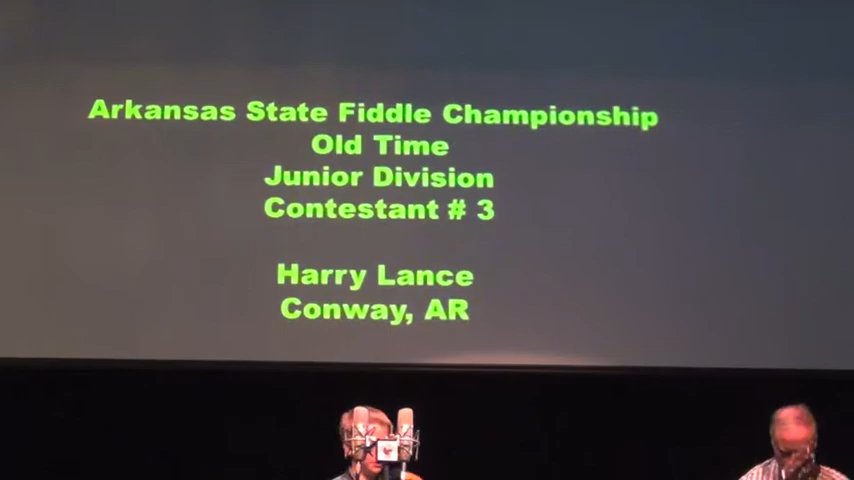 Arkansas State Fiddle Championship
Old Time
Junior Division
Contestant # 3
Harry Lance
Conway, AR